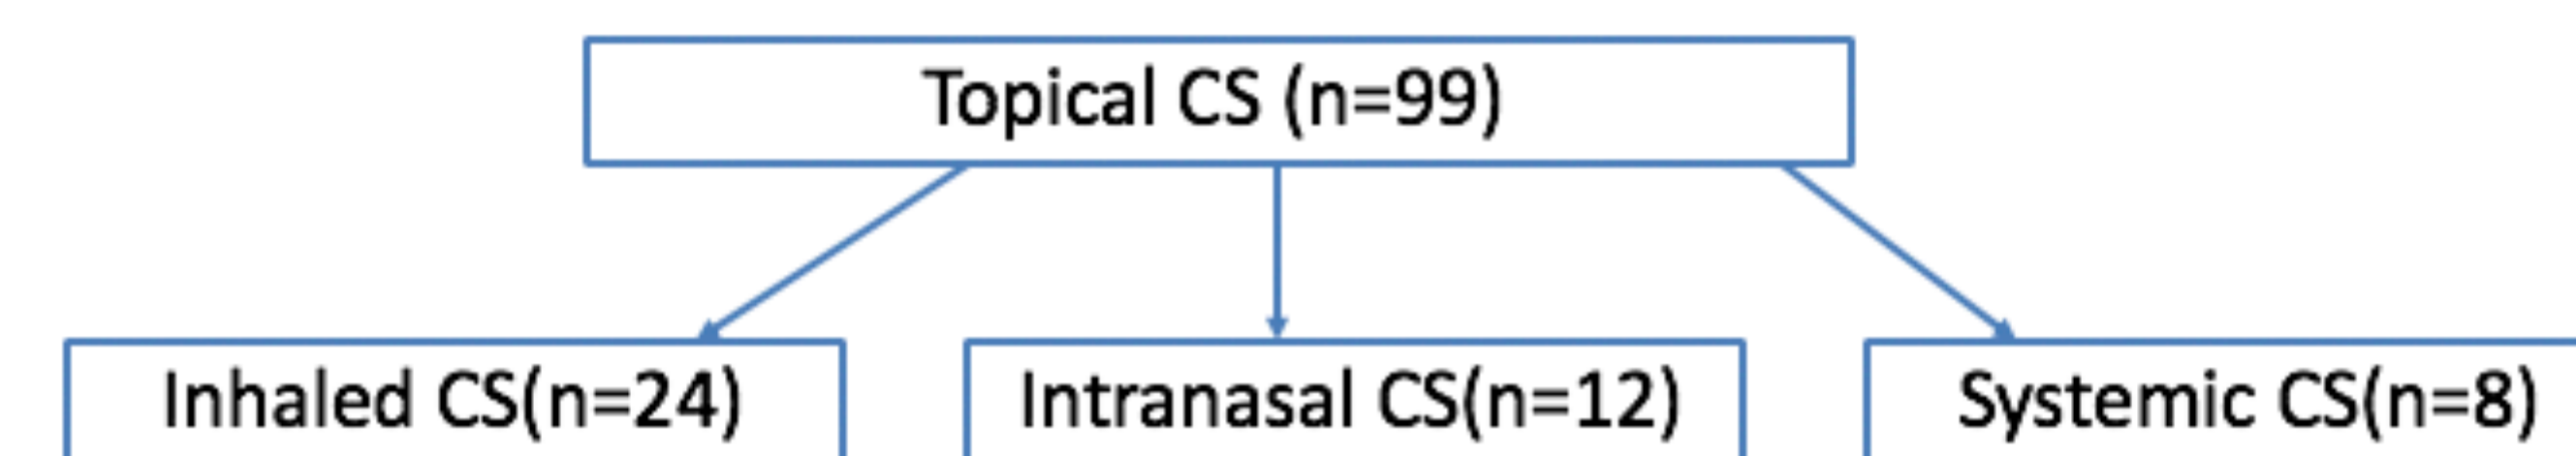 Topical CS (n=99)
Inhaled CS(n=24)
Intranasal CS(n=12)
Systemic CS(n=8)